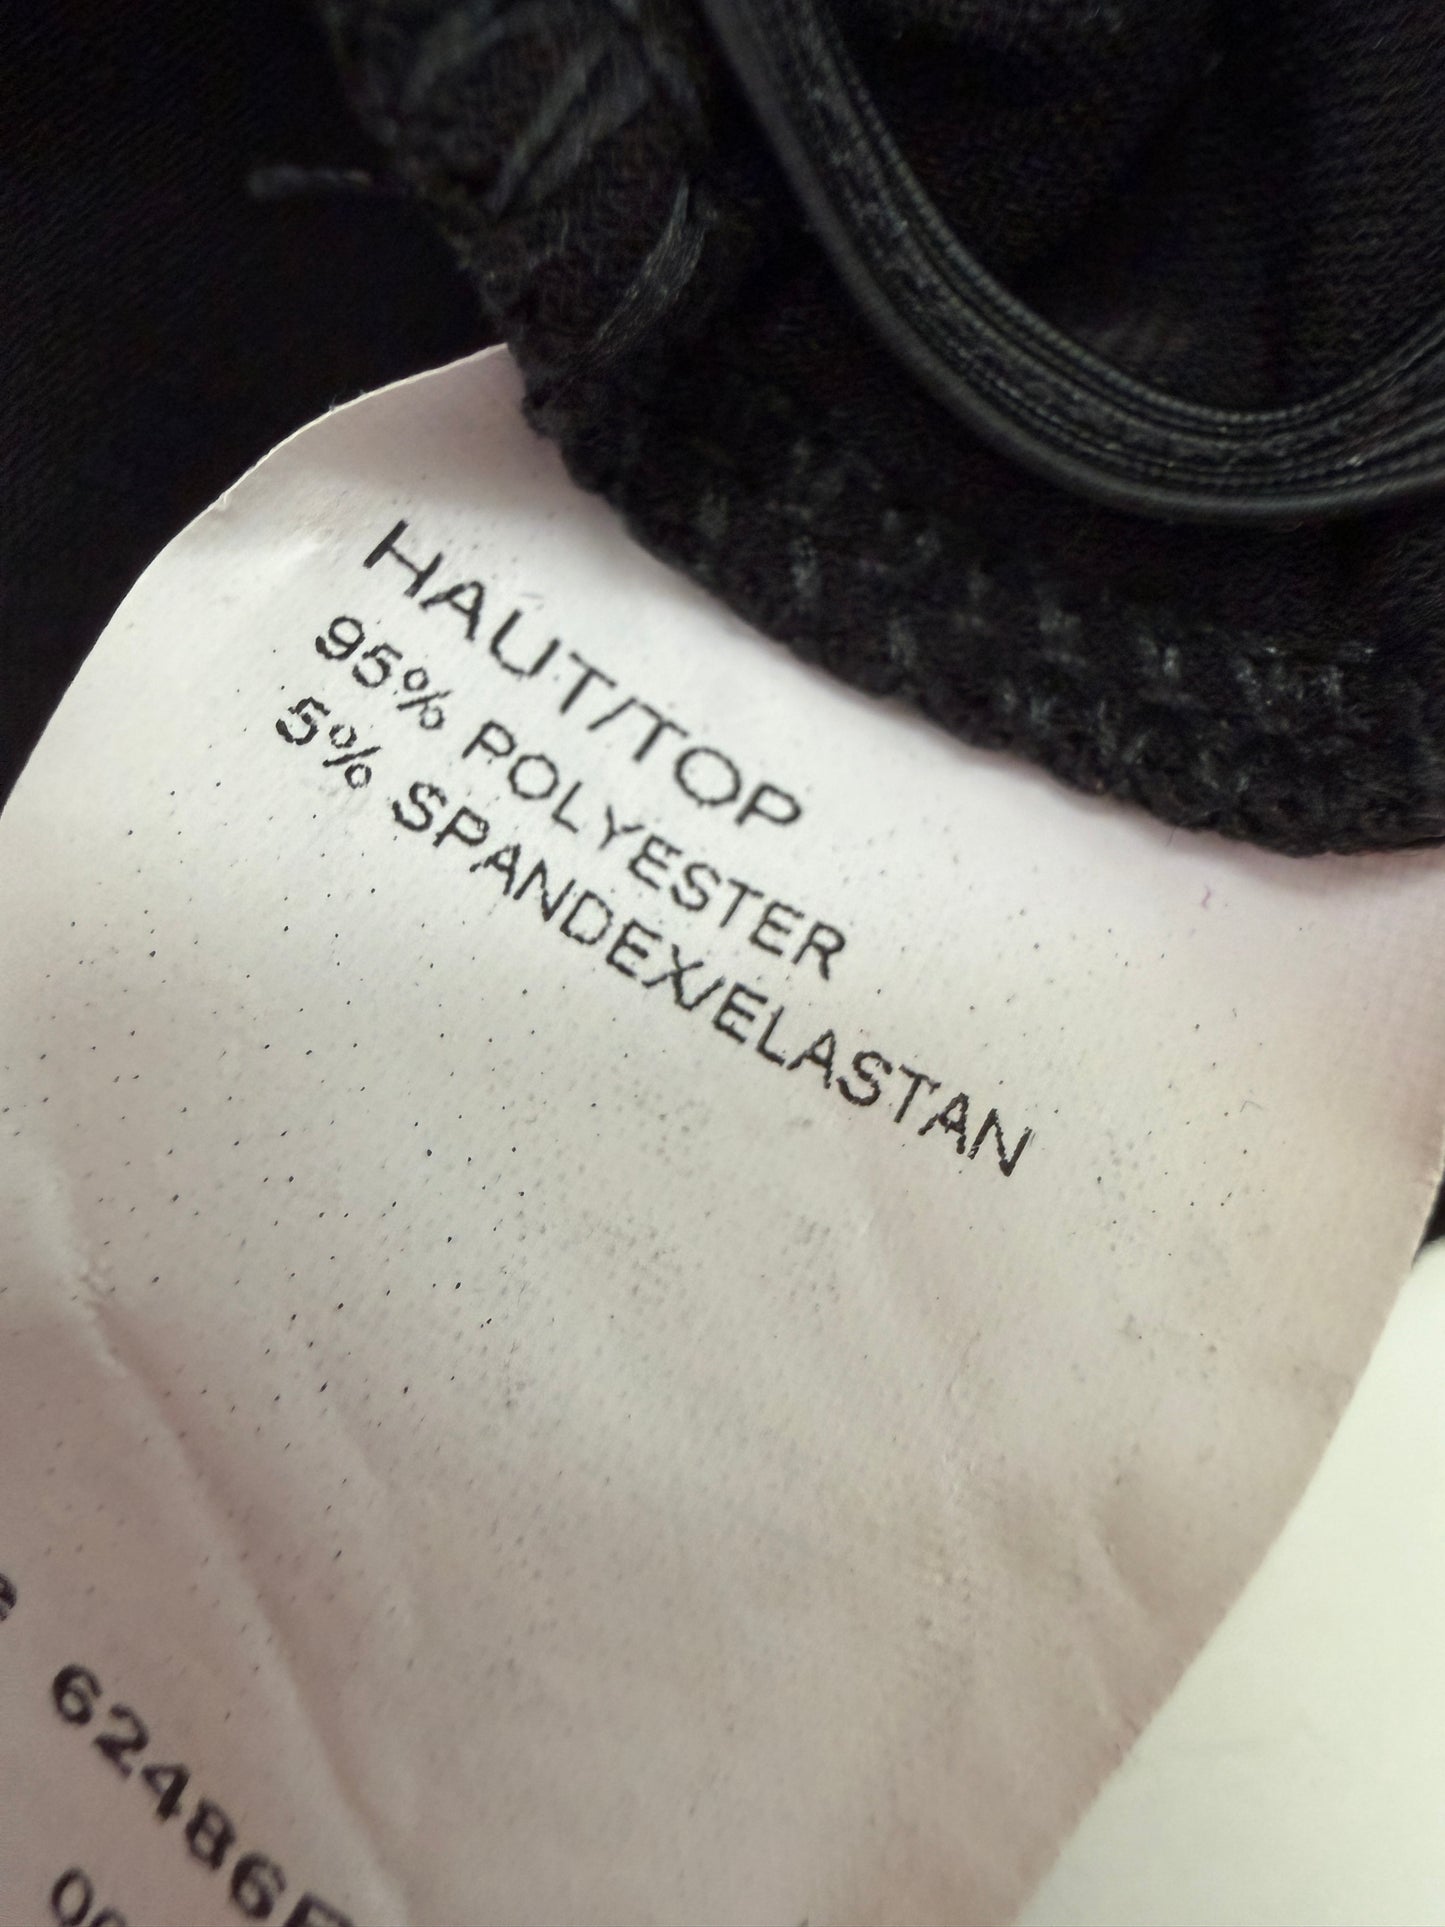 HAUT/TOP
95% POLYESTER
5% SPANDEX/ELASTAN